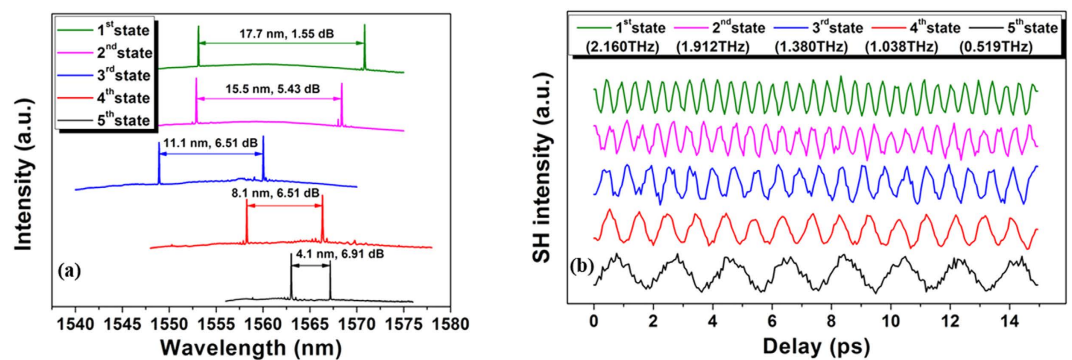 1st state
2nd state
3rd state
4th state
5th state
17.7 nm, 1.55 dB
15.5 nm, 5.43 dB
11.1 nm, 6.51 dB
8.1 nm, 6.51 dB
4.1 nm, 6.91 dB
(a)
Intensity (a.u.)
1540 1545 1550 1555 1560 1565 1570 1575 1580
Wavelength (nm)
1st state 2nd state 3rd state 4th state 5th state
(2.160THz) (1.912THz) (1.380THz) (1.038THz) (0.519THz)
SH intensity (a.u.)
(b)
0 2 4 6 8 10 12 14
Delay (ps)